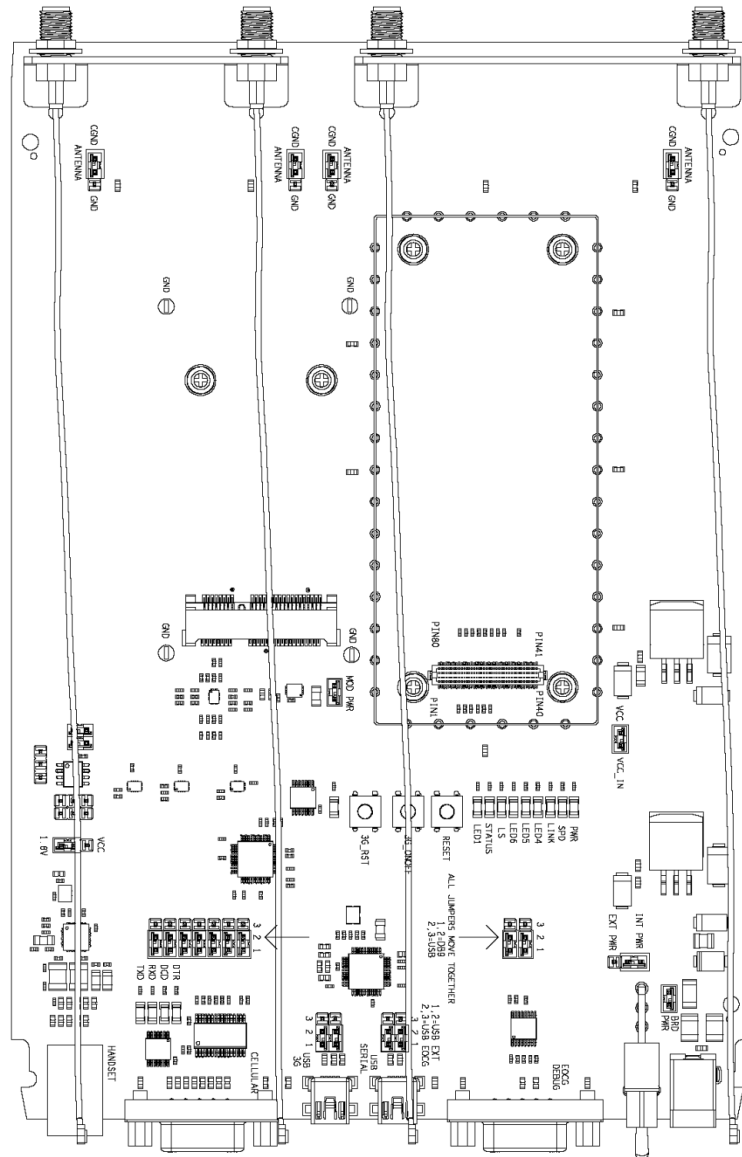 CGND
ANTENNA
GND
CGND
ANTENNA
GND
CGND
ANTENNA
GND
CGND
ANTENNA
GND
GND
GND
GND
GND
PIN80
PIN41
PIN1
PIN40
MOD PWR
VCC
VCC_IN
1.8V
VCC
3G_RST
RESET
LED1
STATUS
LS
LED6
LED5
LED4
LINK
SPD
PWR
ALL JUMPERS MOVE TOGETHER
1,2=DB9
2,3=USB
3
2
1
3
2
1
INT PWR
EXT PWR
BRD
PWR
TXD
RXD
DCD
DTR
1,2=USB EXT
2,3=USB EDCG
3
2
1
3
2
1
USB
3G
USB
SERIAL
CELLULAR
HANDSET
EDCG
DEBUG